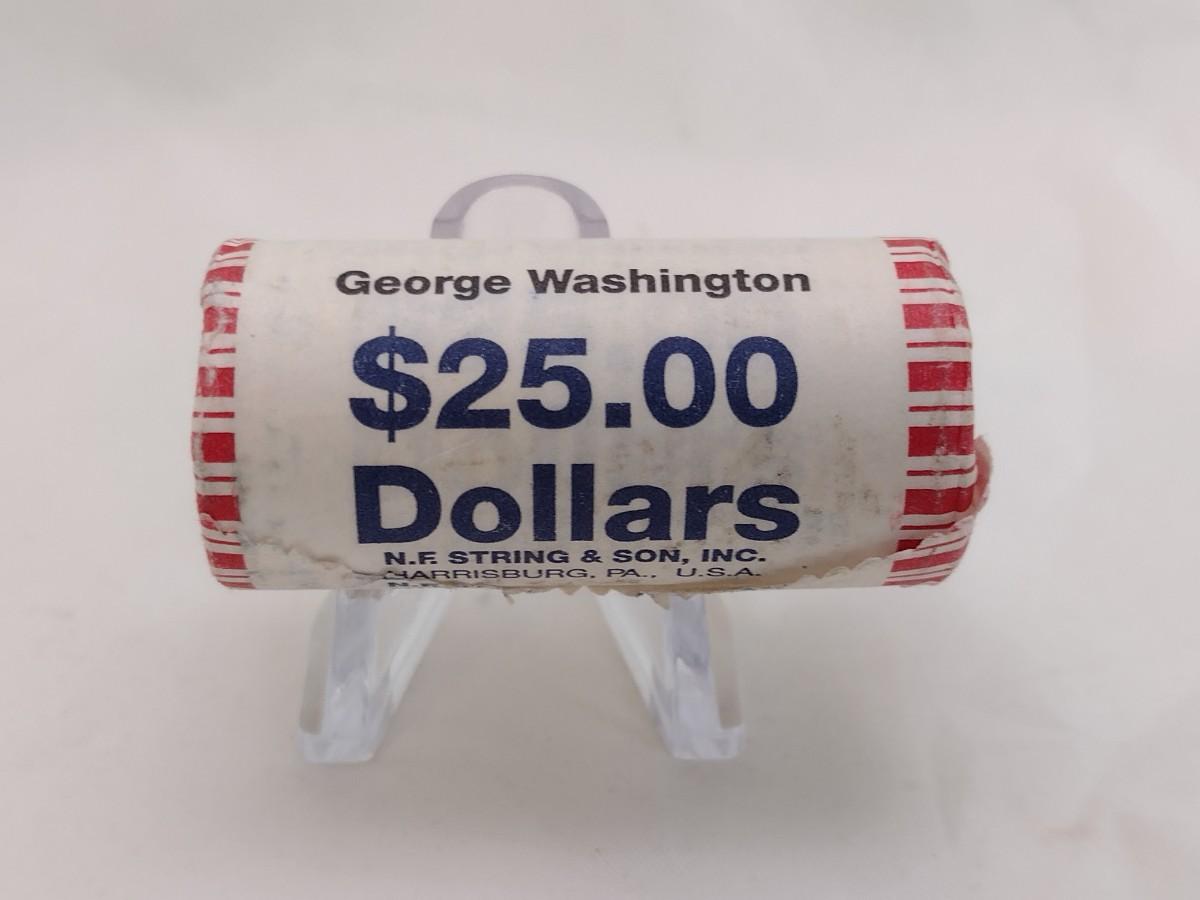 George Washington
$25.00
Dollars
N.F. STRING & SON, INC.
HARRISBURG, PA., U.S.A.